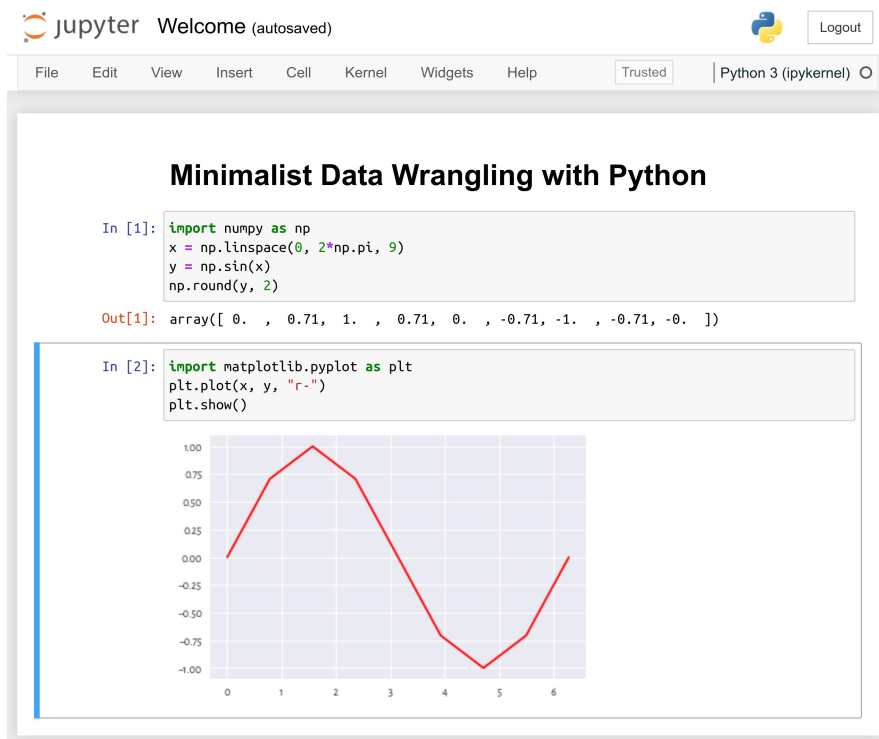 jupyter Welcome (autosaved) Logout
File Edit View Insert Cell Kernel Widgets Help Trusted Python 3 (ipykernel)
Minimalist Data Wrangling with Python
In [1]: import numpy as np
x = np.linspace(0, 2*np.pi, 9)
y = np.sin(x)
np.round(y, 2)
Out[1]: array([ 0.  ,  0.71,  1.  ,  0.71,  0.  , -0.71, -1.  , -0.71, -0.  ])
In [2]: import matplotlib.pyplot as plt
plt.plot(x, y, "r-")
plt.show()
1.00
0.75
0.50
0.25
0.00
-0.25
-0.50
-0.75
-1.00
0 1 2 3 4 5 6